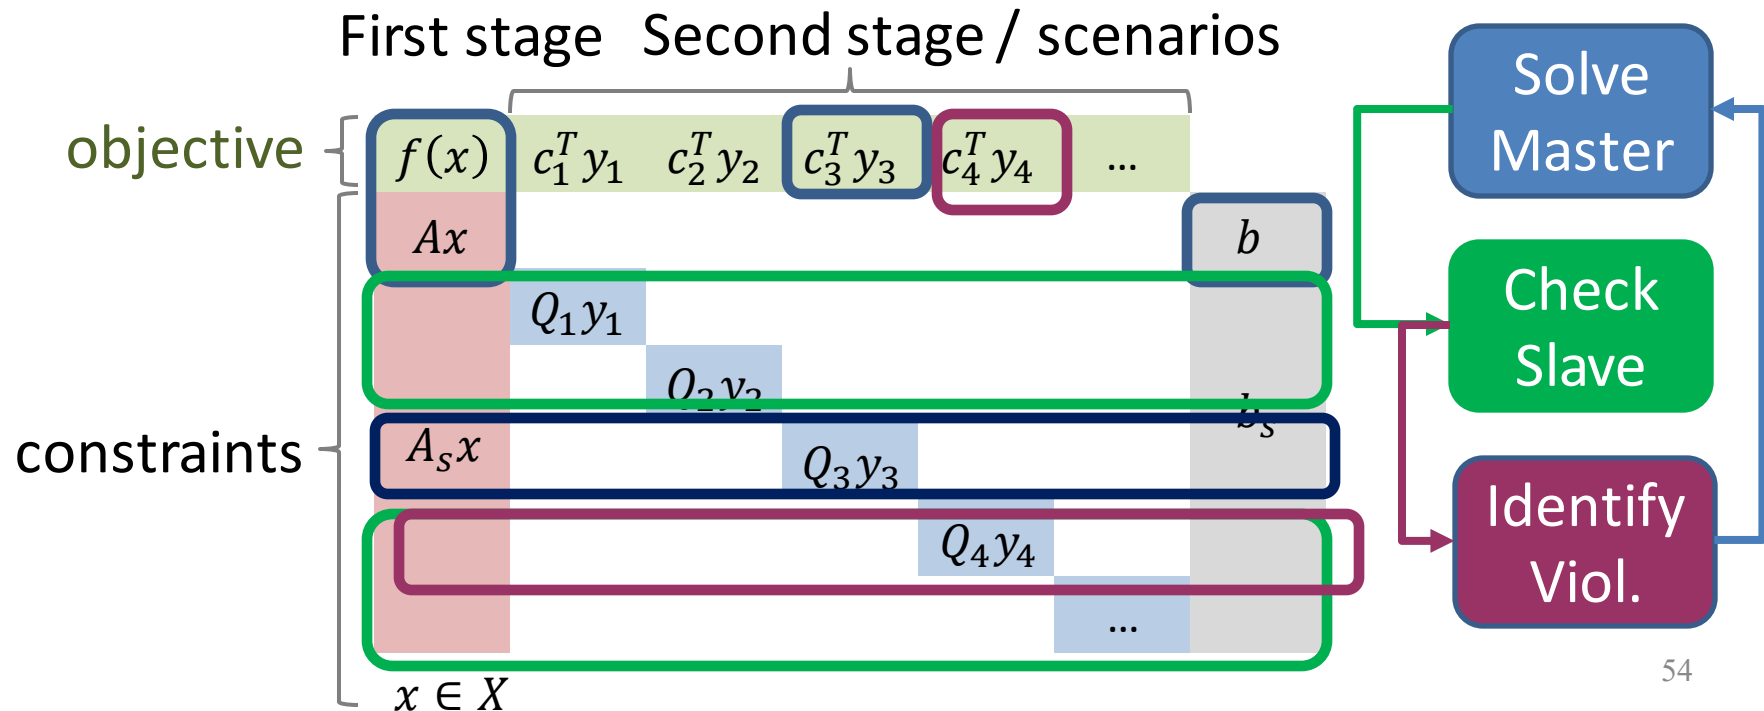 First stage
Second stage / scenarios
objective
f(x)
c₁ᵀy₁
c₂ᵀy₂
c₃ᵀy₃
c₄ᵀy₄
...
Ax
b
Q₁y₁
Q₂y₂
constraints
Aₛx
bₛ
Q₃y₃
Q₄y₄
...
x ∈ X
Solve
Master
Check
Slave
Identify
Viol.
54